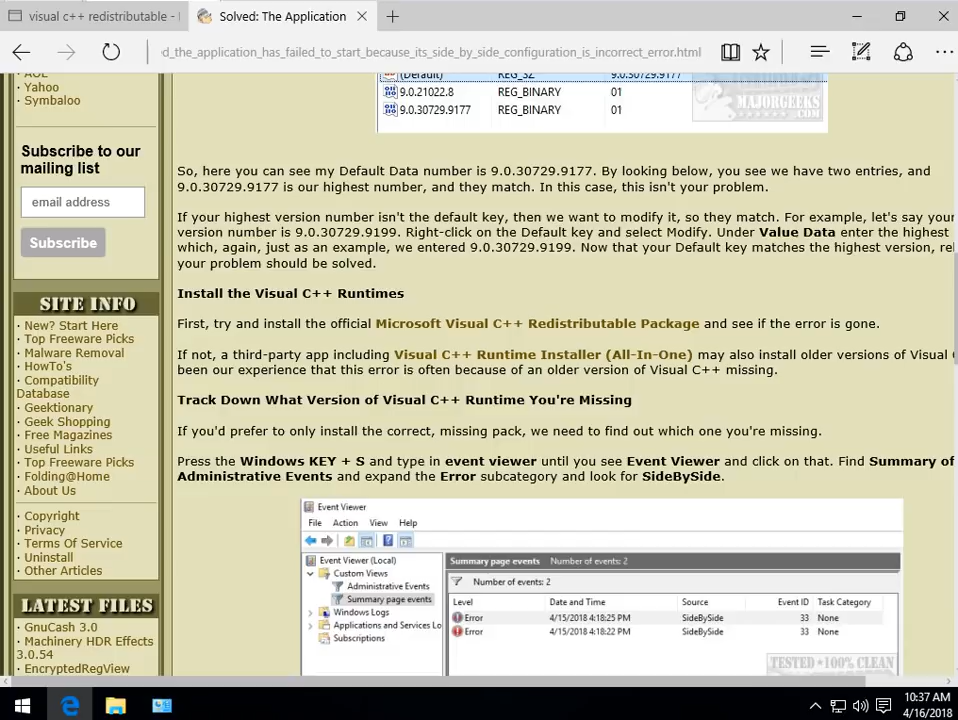 visual c++ redistributable -
Solved: The Application
d_the_application_has_failed_to_start_because_its_side_by_side_configuration_is_incorrect_error.html
AOL
Yahoo
Symbaloo
Subscribe to our
mailing list
email address
Subscribe
SITE INFO
· New? Start Here
· Top Freeware Picks
· Malware Removal
· HowTo's
· Compatibility
Database
· Geektionary
· Geek Shopping
· Free Magazines
· Useful Links
· Top Freeware Picks
· Folding@Home
· About Us
· Copyright
· Privacy
· Terms Of Service
· Uninstall
· Other Articles
LATEST FILES
· GnuCash 3.0
· Machinery HDR Effects
3.0.54
· EncryptedRegView
(Default) REG_SZ 9.0.30729.9177
9.0.21022.8 REG_BINARY 01
9.0.30729.9177 REG_BINARY 01
MAJORGEEKS
.COM
So, here you can see my Default Data number is 9.0.30729.9177. By looking below, you see we have two entries, and
9.0.30729.9177 is our highest number, and they match. In this case, this isn't your problem.
If your highest version number isn't the default key, then we want to modify it, so they match. For example, let's say your
version number is 9.0.30729.9199. Right-click on the Default key and select Modify. Under Value Data enter the highest
which, again, just as an example, we entered 9.0.30729.9199. Now that your Default key matches the highest version, re
your problem should be solved.
Install the Visual C++ Runtimes
First, try and install the official Microsoft Visual C++ Redistributable Package and see if the error is gone.
If not, a third-party app including Visual C++ Runtime Installer (All-In-One) may also install older versions of Visual
been our experience that this error is often because of an older version of Visual C++ missing.
Track Down What Version of Visual C++ Runtime You're Missing
If you'd prefer to only install the correct, missing pack, we need to find out which one you're missing.
Press the Windows KEY + S and type in event viewer until you see Event Viewer and click on that. Find Summary of
Administrative Events and expand the Error subcategory and look for SideBySide.
Event Viewer
File Action View Help
Event Viewer (Local)
Custom Views
Administrative Events
Summary page events
Windows Logs
Applications and Services Lo
Subscriptions
Summary page events Number of events: 2
Number of events: 2
Level Date and Time Source Event ID Task Category
Error 4/15/2018 4:18:25 PM SideBySide 33 None
Error 4/15/2018 4:18:22 PM SideBySide 33 None
TESTED★100% CLEAN
10:37 AM
4/16/2018